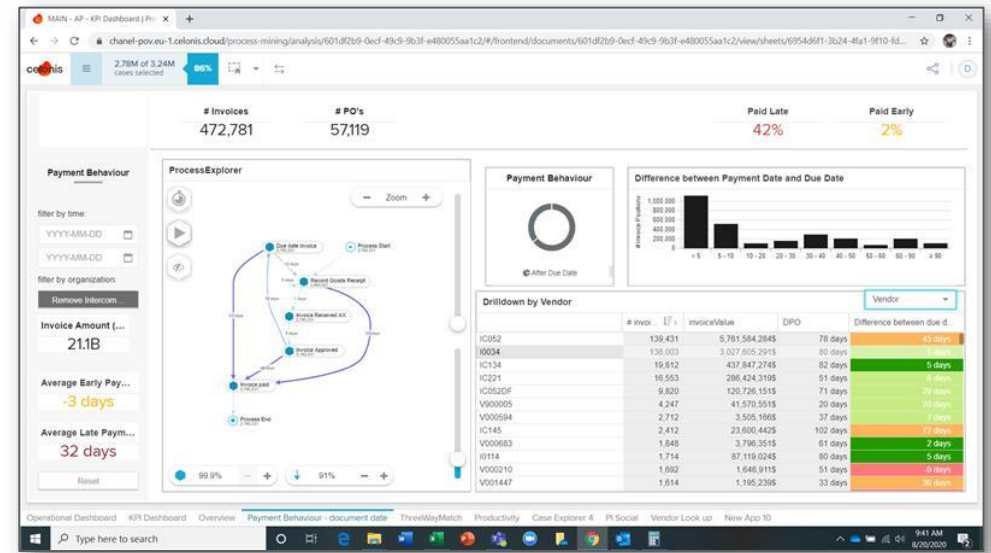 MAIN - AP - KPI Dashboard | Pro
chanel-pov.eu-1.celonis.cloud/process-mining/analysis/601df2b9-0ecf-49c9-9b3f-e480055aa1c2/#/frontend/documents/601df2b9-0ecf-49c9-9b3f-e480055aa1c2/view/sheets/6954d6f1-3b24-4fa1-9f10-fd...
celonis
2.78M of 3.24M
cases selected
86%
D
# Invoices
# PO's
Paid Late
Paid Early
472,781
57,119
42%
2%
Payment Behaviour
filter by time:
YYYY-MM-DD
YYYY-MM-DD
filter by organization:
Remove Intercom...
Invoice Amount (...
21.1B
Average Early Pay...
-3 days
Average Late Paym...
32 days
Reset
ProcessExplorer
Zoom
Due date invoice
Process Start
Record Goods Receipt
Invoice Received AX
Invoice Approved
Invoice paid
Process End
99.9%
91%
Payment Behaviour
After Due Date
Difference between Payment Date and Due Date
# Invoice Positions
1,000,000
800,000
600,000
400,000
200,000
0
< 5
5 - 10
10 - 20
20 - 30
30 - 40
40 - 50
50 - 60
60 - 90
≥ 90
Drilldown by Vendor
Vendor
# invoi...
invoiceValue
DPO
Difference between due d...
IC052 139,431 5,761,584,284$ 78 days 45 days
I0034 136,003 3,027,605,291$ 80 days
IC134 19,812 437,847,274$ 82 days 5 days
IC221 16,553 286,424,319$ 51 days
IC052DF 9,820 120,726,151$ 71 days
V900005 4,247 41,570,551$ 20 days
V000594 2,712 3,505,166$ 37 days
IC145 2,412 23,600,442$ 102 days 72 days
V000683 1,848 3,796,351$ 61 days 2 days
I0114 1,714 87,119,024$ 80 days 5 days
V000210 1,692 1,646,911$ 51 days -9 days
V001447 1,614 1,195,239$ 33 days
Operational Dashboard
KPI Dashboard
Overview
Payment Behaviour - document date
ThreeWayMatch
Productivity
Case Explorer 4
PI Social
Vendor Look up
New App 10
Type here to search
9:41 AM
8/20/2020